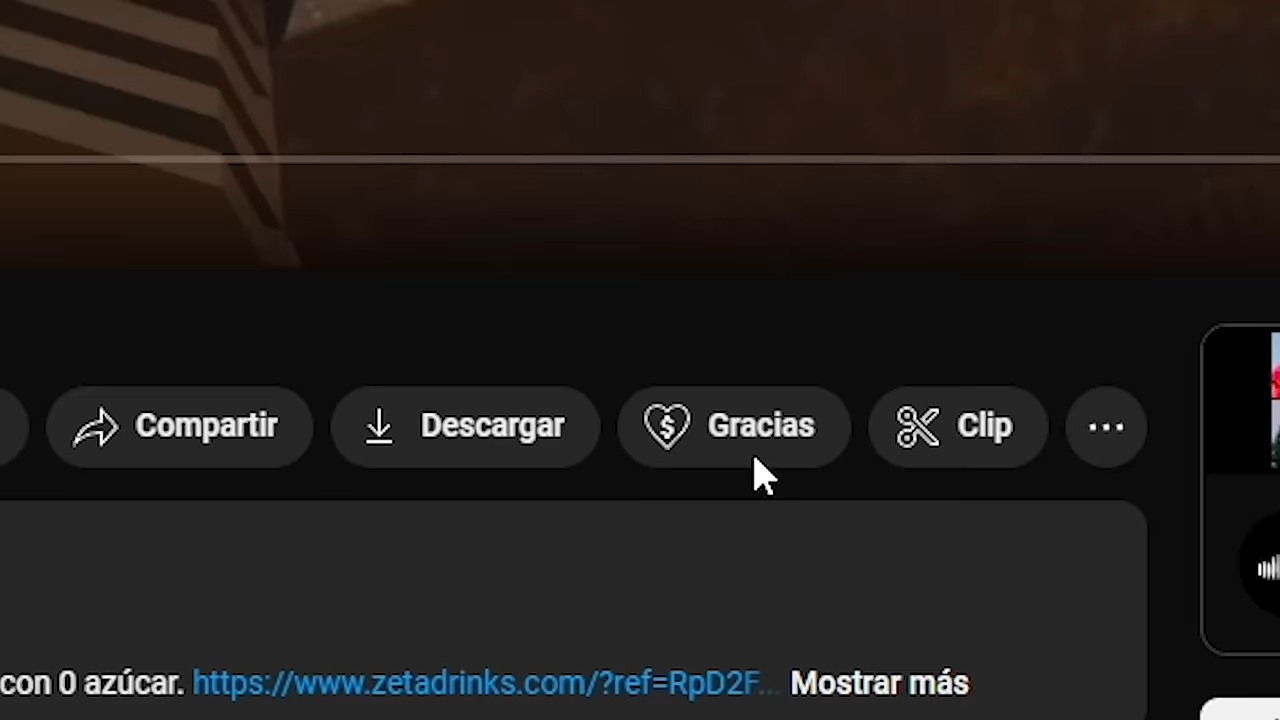 Compartir Descargar Gracias Clip
con 0 azúcar. https://www.zetadrinks.com/?ref=RpD2F... Mostrar más